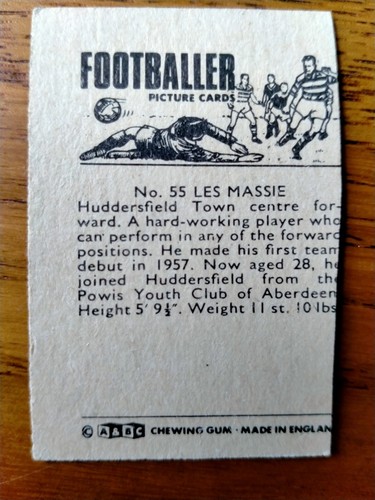 FOOTBALLER
PICTURE CARDS
No. 55 LES MASSIE
Huddersfield Town centre for-
ward. A hard-working player who
can perform in any of the forward
positions. He made his first team
debut in 1957. Now aged 28, he
joined Huddersfield from the
Powis Youth Club of Aberdeen
Height 5' 9½". Weight 11 st. 10 lbs
© A&BC CHEWING GUM · MADE IN ENGLAN